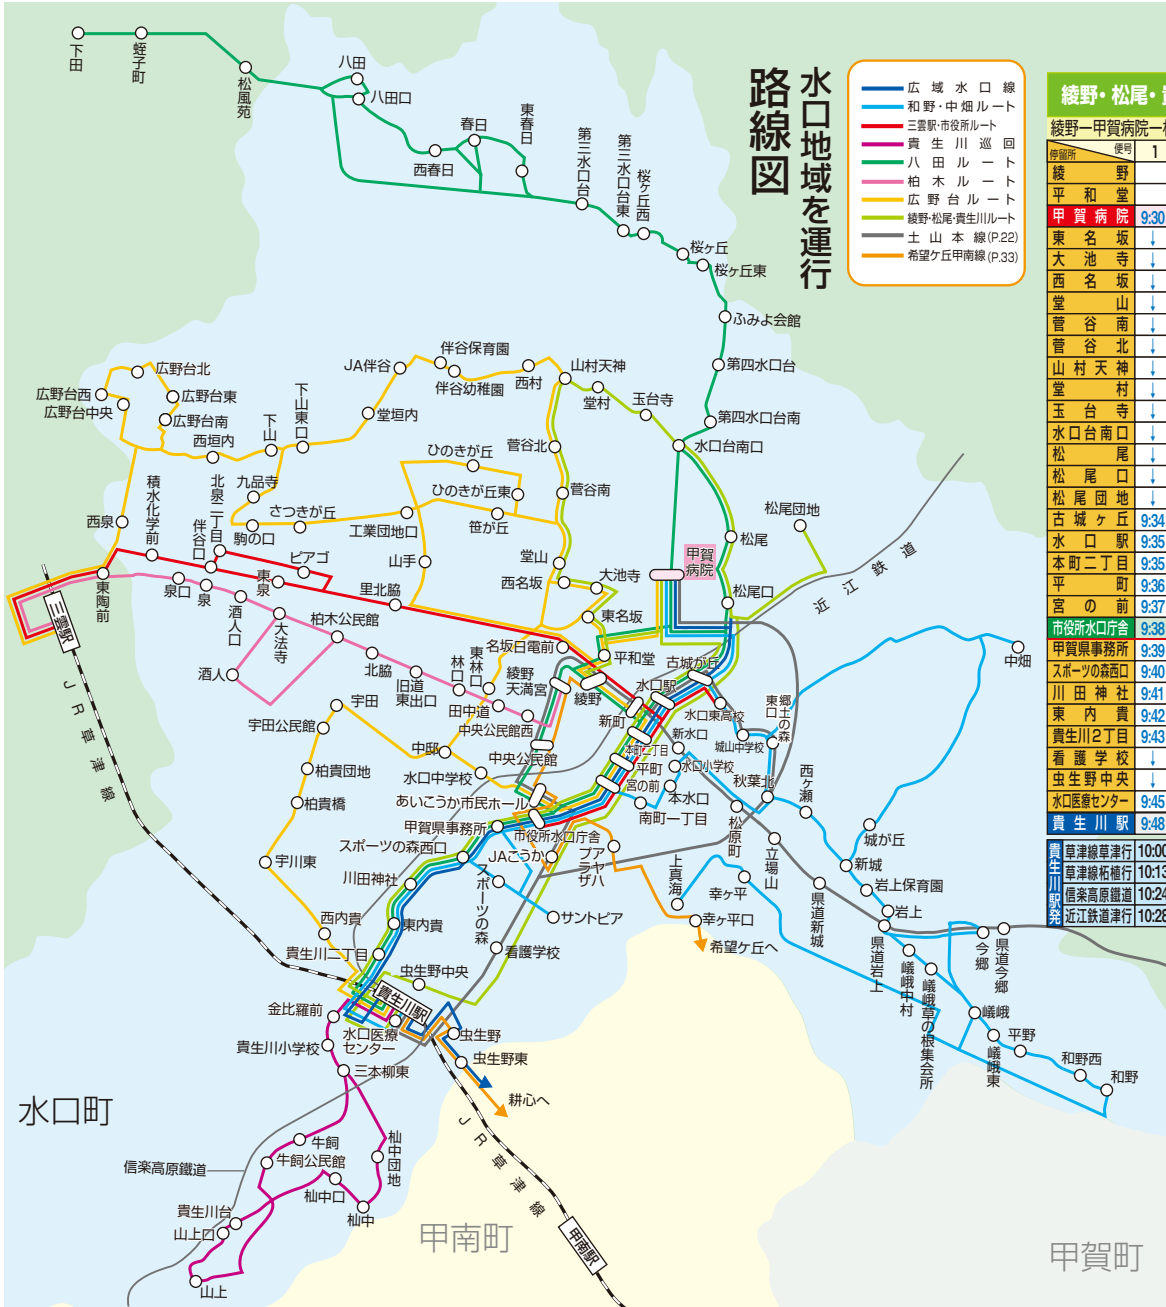 水口地域を運行
路線図
広域水口線
和野・中畑ルート
三雲駅・市役所ルート
貴生川巡回
八田ルート
柏木ルート
広野台ルート
綾野・松尾・貴生川ルート
土山本線(P.22)
希望ケ丘甲南線(P.33)
下田
蛭子町
松風苑
八田
八田口
西春日
春日
東春日
第三水口台
第三水口台東
桜ヶ丘西
桜ヶ丘
桜ヶ丘東
ふみよ会館
第四水口台
第四水口台南
水口台南口
広野台北
広野台西
広野台東
広野台中央
広野台南
西垣内
下山
下山東口
堂垣内
JA伴谷
伴谷保育園
伴谷幼稚園
西村
山村天神
堂村
玉台寺
菅谷北
菅谷南
堂山
西名坂
大池寺
東名坂
ひのきが丘
ひのきが丘東
笹が丘
工業団地口
さつきが丘
駒の口
九品寺
山手
西泉
積水化学前
北泉二丁目
伴谷口
ピアゴ
東泉
里北脇
名坂日電前
平和堂
東陶前
泉口
泉
酒人口
大法寺
酒人
柏木公民館
北脇
旧道東出口
林口
東林口
田中道
中央公民館西
綾野天満宮
綾野
中央公民館
三雲駅
JR草津線
松尾団地
松尾
松尾口
甲賀病院
近江鉄道
古城が丘
水口駅
新町
本町二丁目
平町
宮の前
水口東高校
城山中学校
郷土の森東口
新水口
水口小学校
本水口
南町一丁目
秋葉北
松原町
立場山
県道新城
西ヶ瀬
城が丘
新城
岩上保育園
岩上
県道岩上
中畑
今郷
県道今郷
嶬峨中村
嶬峨草の根集会所
嶬峨
嶬峨東
平野
和野西
和野
宇田
宇田公民館
柏貴団地
柏貴橋
宇川東
西内貴
中邸
水口中学校
あいこうか市民ホール
甲賀県事務所
市役所水口庁舎
スポーツの森西口
JAこうか
アヤハプラザ
上真海
幸ヶ平
幸ヶ平口
希望ケ丘へ
川田神社
スポーツの森
サントピア
東内貴
看護学校
貴生川二丁目
虫生野中央
貴生川駅
金比羅前
水口医療センター
虫生野
虫生野東
耕心へ
貴生川小学校
三本柳東
牛飼
牛飼公民館
杣中団地
杣中口
杣中
信楽高原鐵道
貴生川台
山上口
山上
JR草津線
甲南駅
水口町
甲南町
甲賀町
綾野・松尾・
綾野ー甲賀病院ー
停留所 便号 1
綾野
平和堂
甲賀病院 9:30
東名坂 ↓
大池寺 ↓
西名坂 ↓
堂山 ↓
菅谷南 ↓
菅谷北 ↓
山村天神 ↓
堂村 ↓
玉台寺 ↓
水口台南口 ↓
松尾 ↓
松尾口 ↓
松尾団地 ↓
古城ヶ丘 9:34
水口駅 9:35
本町二丁目 9:35
平町 9:36
宮の前 9:37
市役所水口庁舎 9:38
甲賀県事務所 9:39
スポーツの森西口 9:40
川田神社 9:41
東内貴 9:42
貴生川2丁目 9:43
看護学校 ↓
虫生野中央 ↓
水口医療センター 9:45
貴生川駅 9:48
貴生川駅発
草津線草津行 10:00
草津線柘植行 10:13
信楽高原鐵道 10:24
近江鉄道津行 10:28